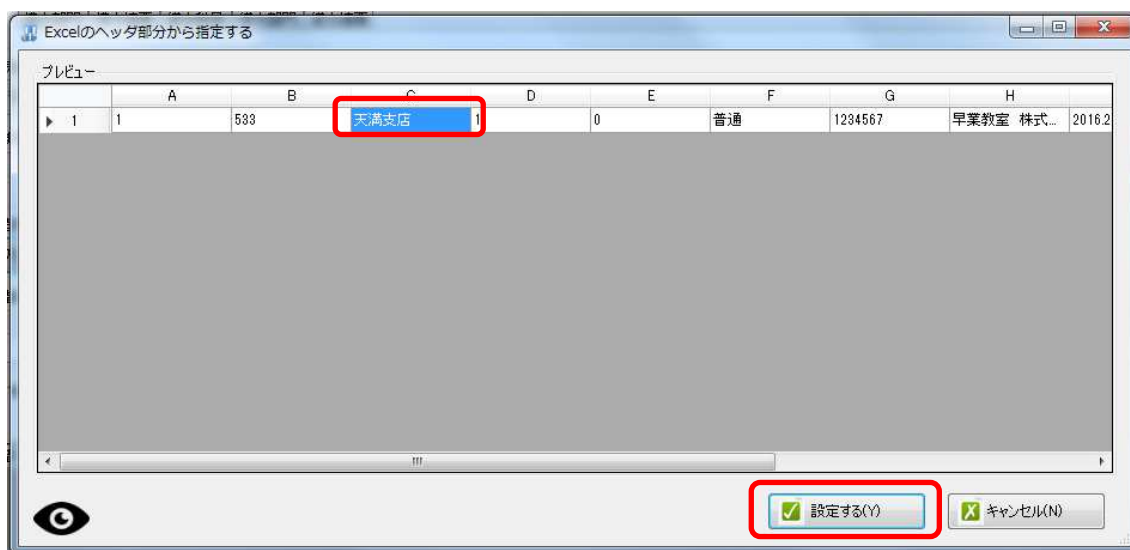 Excelのヘッダ部分から指定する
プレビュー
A B C D E F G H
1 1 533 天満支店 1 0 普通 1234567 早業教室 株式... 2016.2
設定する(Y) キャンセル(N)